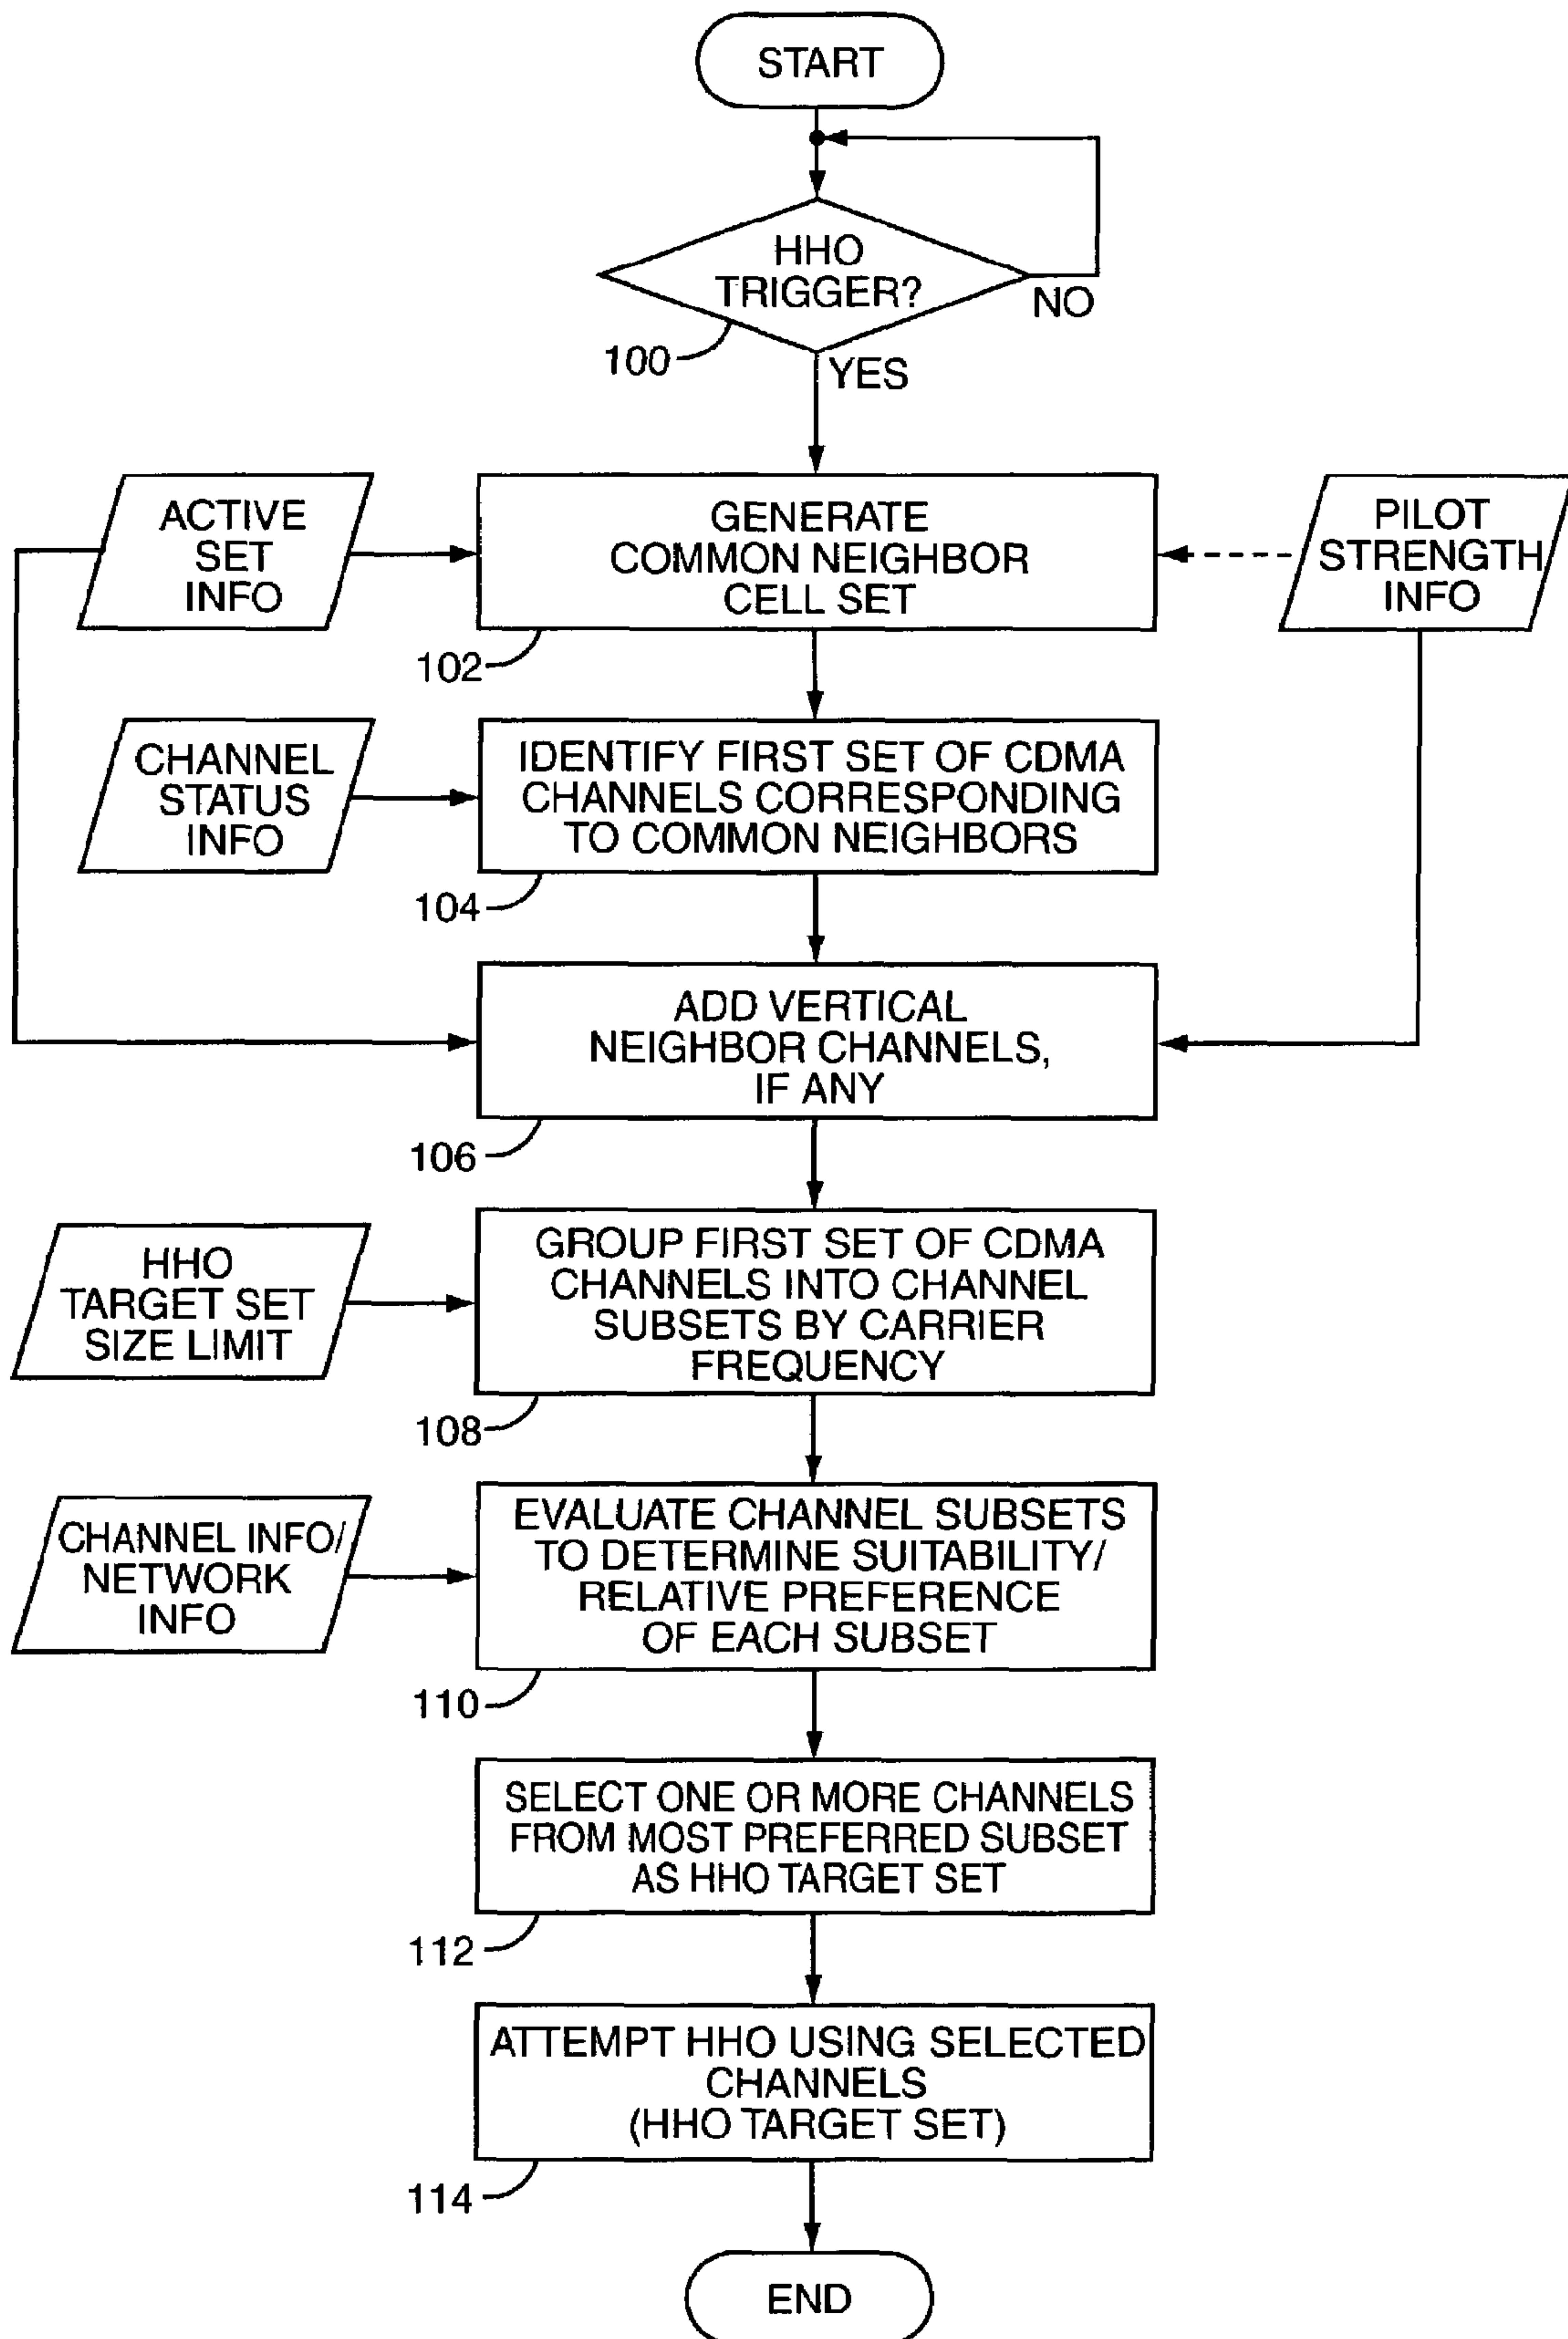 START
HHO
TRIGGER?
NO
100
YES
ACTIVE
SET
INFO
GENERATE
COMMON NEIGHBOR
CELL SET
PILOT
STRENGTH
INFO
102
CHANNEL
STATUS
INFO
IDENTIFY FIRST SET OF CDMA
CHANNELS CORRESPONDING
TO COMMON NEIGHBORS
104
ADD VERTICAL
NEIGHBOR CHANNELS,
IF ANY
106
HHO
TARGET SET
SIZE LIMIT
GROUP FIRST SET OF CDMA
CHANNELS INTO CHANNEL
SUBSETS BY CARRIER
FREQUENCY
108
CHANNEL INFO/
NETWORK
INFO
EVALUATE CHANNEL SUBSETS
TO DETERMINE SUITABILITY/
RELATIVE PREFERENCE
OF EACH SUBSET
110
SELECT ONE OR MORE CHANNELS
FROM MOST PREFERRED SUBSET
AS HHO TARGET SET
112
ATTEMPT HHO USING SELECTED
CHANNELS
(HHO TARGET SET)
114
END